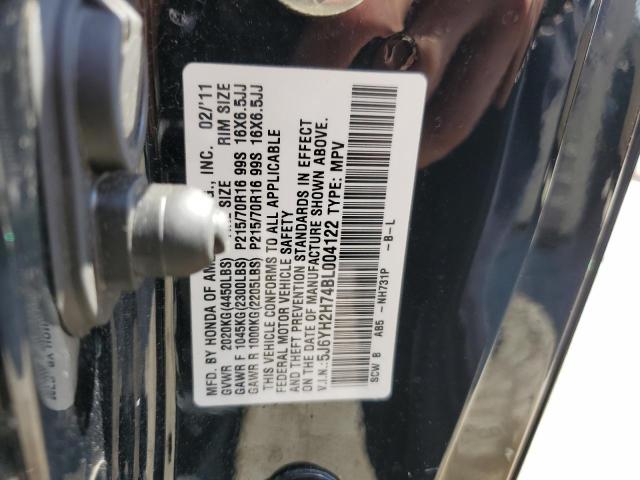 MFD. BY HONDA OF AM G., INC. 02/'11
GVWR 2020KG(4450LBS) SIZE RIM SIZE
GAWR F 1045KG(2300LBS) P215/70R16 99S 16X6.5JJ
GAWR R 1000KG(2205LBS) P215/70R16 99S 16X6.5JJ
THIS VEHICLE CONFORMS TO ALL APPLICABLE
FEDERAL MOTOR VEHICLE SAFETY
AND THEFT PREVENTION STANDARDS IN EFFECT
ON THE DATE OF MANUFACTURE SHOWN ABOVE.
V.I.N.:5J6YH2H74BL004122 TYPE: MPV
SCW B AB5 -NH731P -B-L